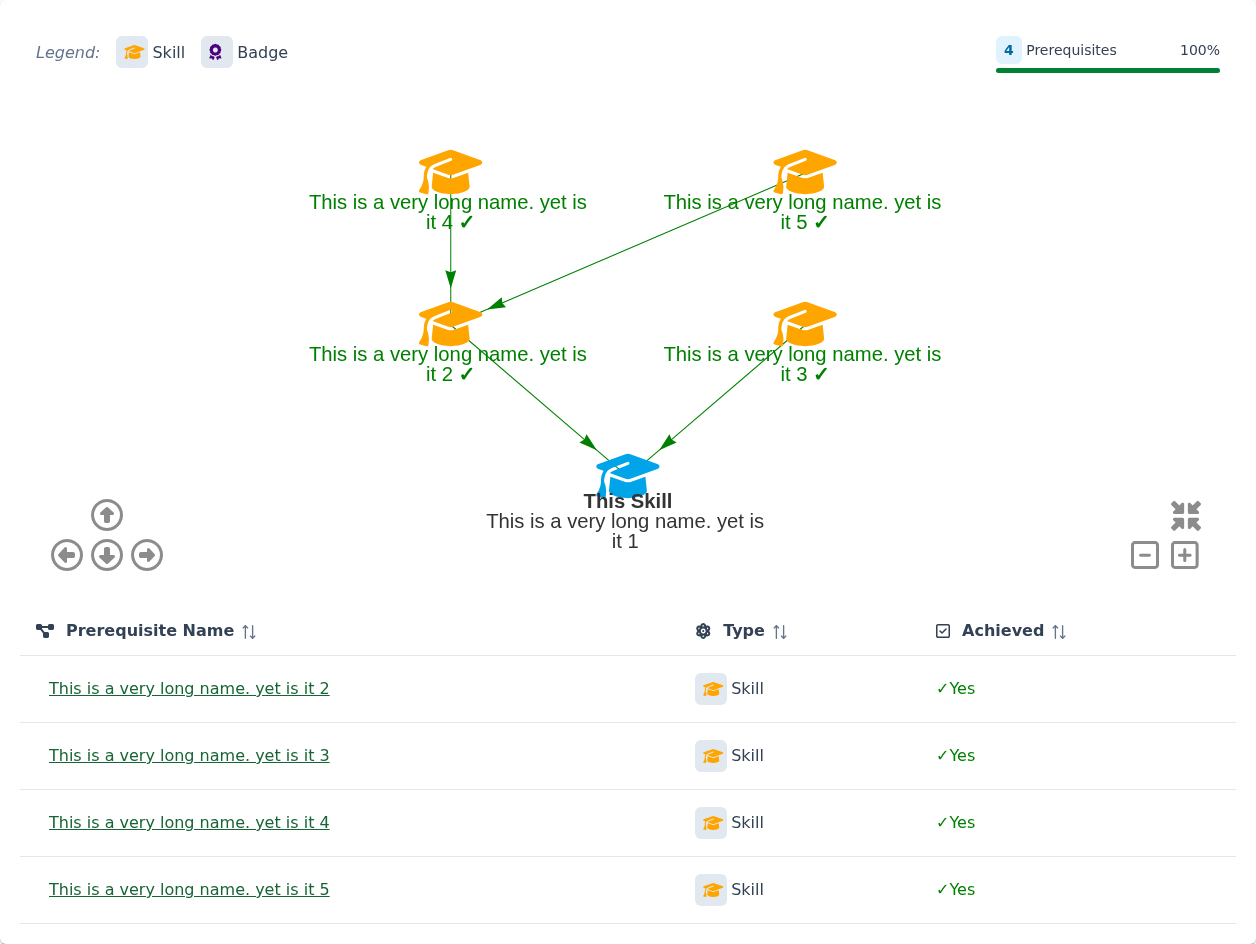 Legend: Skill Badge
4 Prerequisites 100%
This is a very long name. yet is
it 4 ✓
This is a very long name. yet is
it 5 ✓
This is a very long name. yet is
it 2 ✓
This is a very long name. yet is
it 3 ✓
This Skill
This is a very long name. yet is
it 1
Prerequisite Name Type Achieved
This is a very long name. yet is it 2 Skill ✓Yes
This is a very long name. yet is it 3 Skill ✓Yes
This is a very long name. yet is it 4 Skill ✓Yes
This is a very long name. yet is it 5 Skill ✓Yes